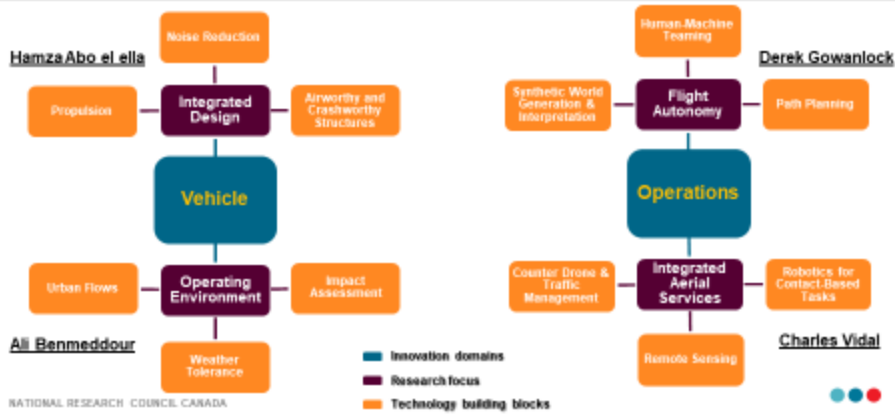 Hamza Abo el ella
Noise Reduction
Propulsion
Integrated
Design
Airworthy and
Crashworthy
Structures
Vehicle
Urban Flows
Operating
Environment
Impact
Assessment
Ali Benmeddour
Weather
Tolerance
Human-Machine
Teaming
Derek Gowanlock
Synthetic World
Generation &
Interpretation
Flight
Autonomy
Path Planning
Operations
Counter Drone &
Traffic
Management
Integrated
Aerial
Services
Robotics for
Contact-Based
Tasks
Charles Vidal
Remote Sensing
Innovation domains
Research focus
Technology building blocks
NATIONAL RESEARCH COUNCIL CANADA